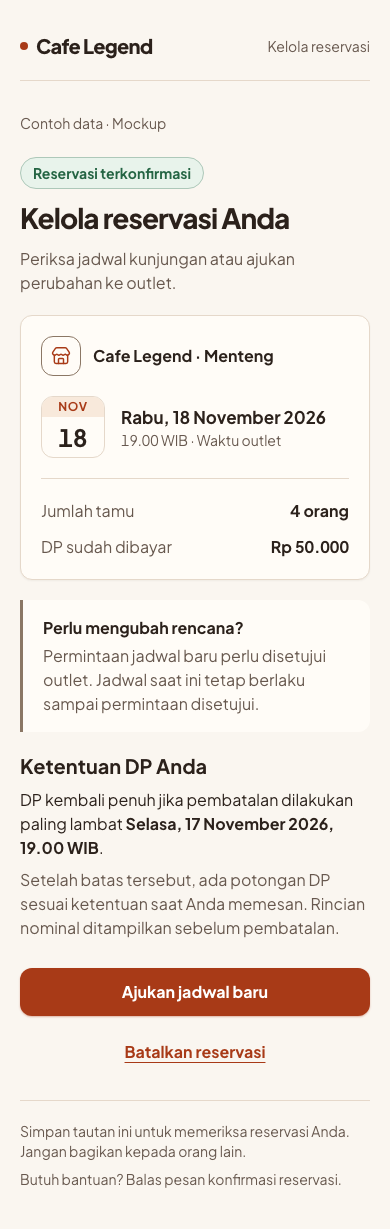 Cafe Legend
Kelola reservasi
Contoh data · Mockup
Reservasi terkonfirmasi
Kelola reservasi Anda
Periksa jadwal kunjungan atau ajukan
perubahan ke outlet.
Cafe Legend · Menteng
NOV
18
Rabu, 18 November 2026
19.00 WIB · Waktu outlet
Jumlah tamu
4 orang
DP sudah dibayar
Rp 50.000
Perlu mengubah rencana?
Permintaan jadwal baru perlu disetujui
outlet. Jadwal saat ini tetap berlaku
sampai permintaan disetujui.
Ketentuan DP Anda
DP kembali penuh jika pembatalan dilakukan
paling lambat Selasa, 17 November 2026,
19.00 WIB.
Setelah batas tersebut, ada potongan DP
sesuai ketentuan saat Anda memesan. Rincian
nominal ditampilkan sebelum pembatalan.
Ajukan jadwal baru
Batalkan reservasi
Simpan tautan ini untuk memeriksa reservasi Anda.
Jangan bagikan kepada orang lain.
Butuh bantuan? Balas pesan konfirmasi reservasi.